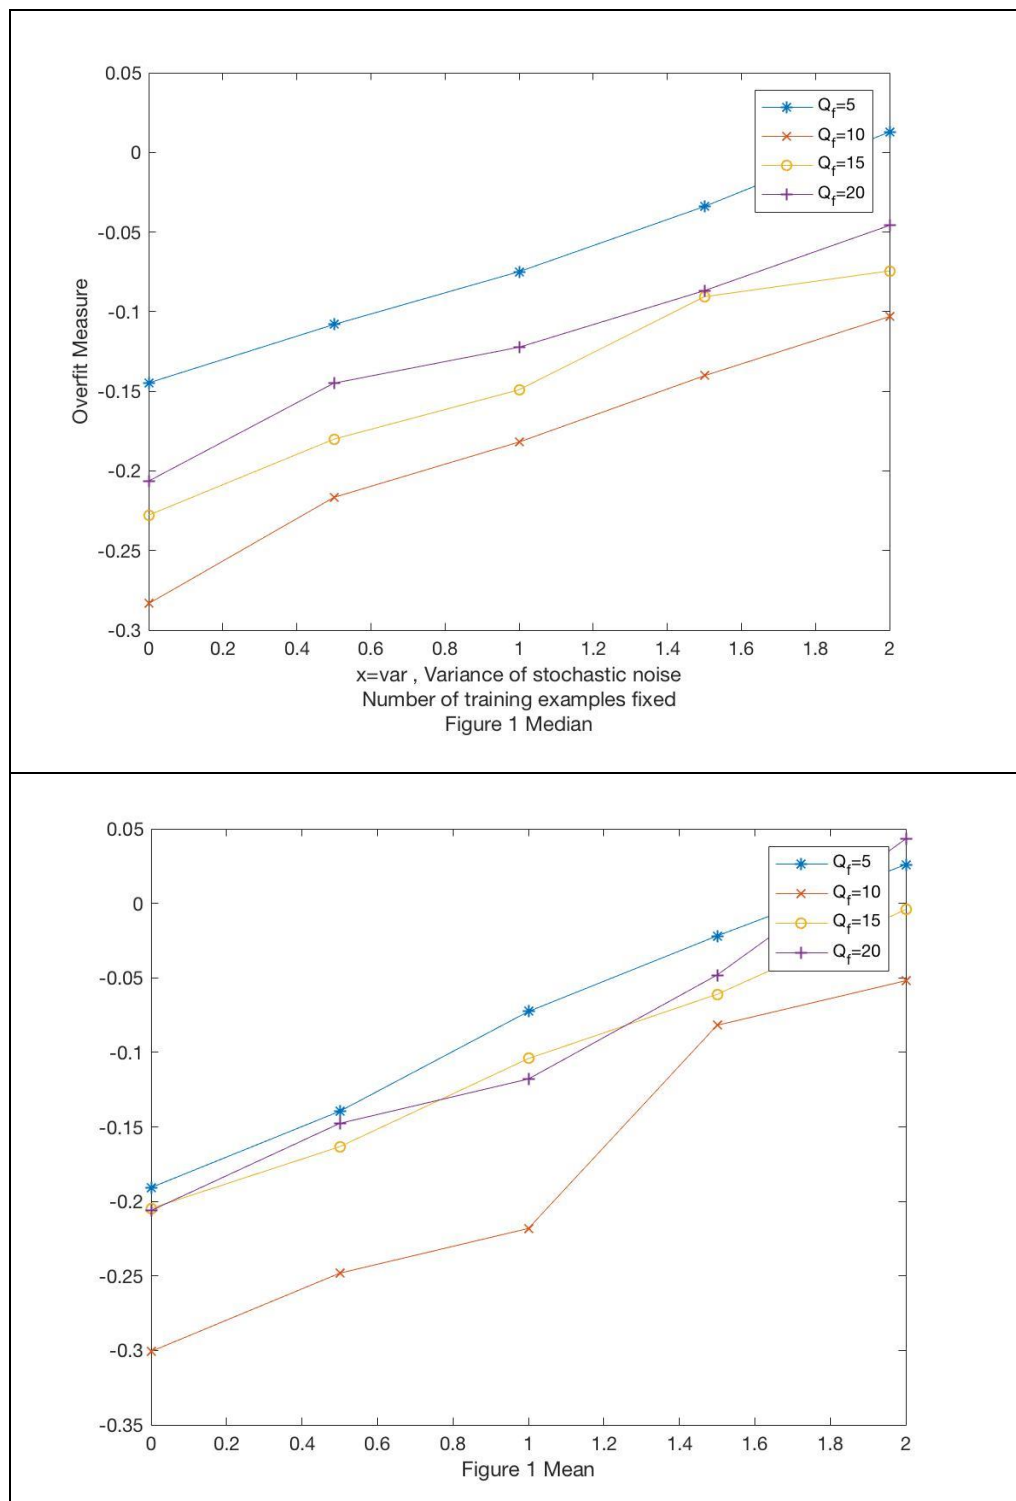 0.05
0
-0.05
-0.1
-0.15
-0.2
-0.25
-0.3
Overfit Measure
Q_f=5
Q_f=10
Q_f=15
Q_f=20
0 0.2 0.4 0.6 0.8 1 1.2 1.4 1.6 1.8 2
x=var , Variance of stochastic noise
Number of training examples fixed
Figure 1 Median
0.05
0
-0.05
-0.1
-0.15
-0.2
-0.25
-0.3
-0.35
Q_f=5
Q_f=10
Q_f=15
Q_f=20
0 0.2 0.4 0.6 0.8 1 1.2 1.4 1.6 1.8 2
Figure 1 Mean